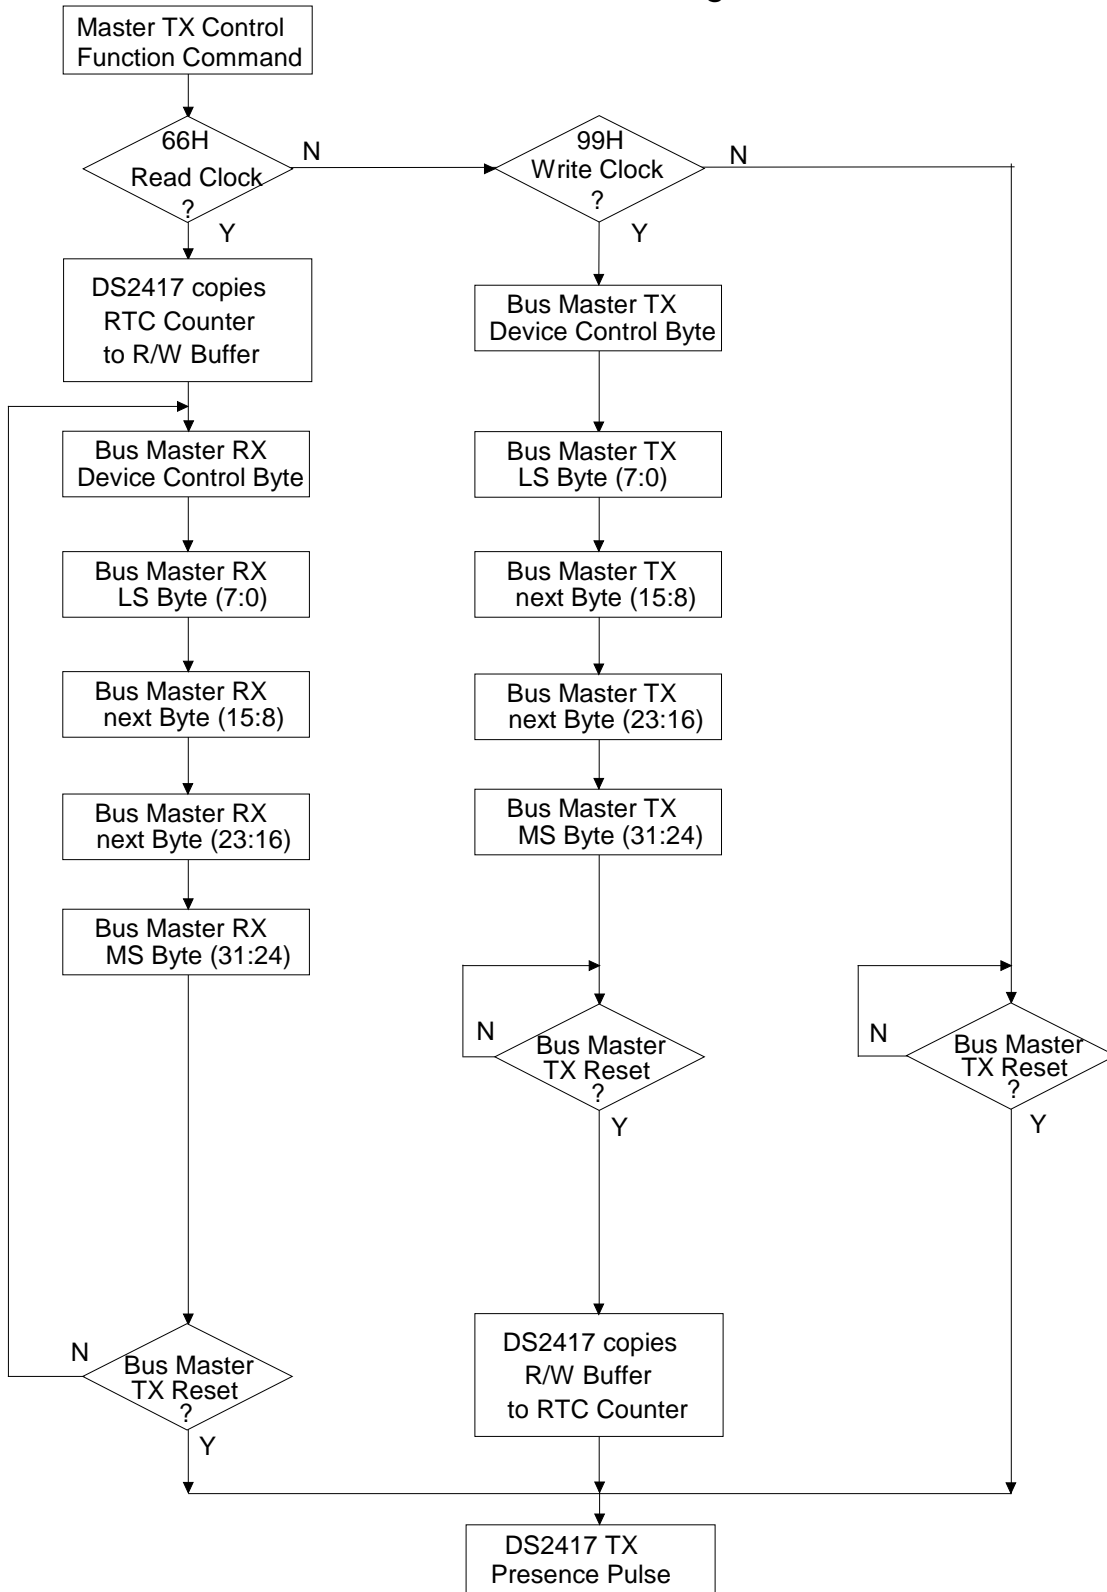 Master TX Control
Function Command
66H
Read Clock
?
N
Y
99H
Write Clock
?
N
Y
DS2417 copies
RTC Counter
to R/W Buffer
Bus Master RX
Device Control Byte
Bus Master RX
LS Byte (7:0)
Bus Master RX
next Byte (15:8)
Bus Master RX
next Byte (23:16)
Bus Master RX
MS Byte (31:24)
N
Bus Master
TX Reset
?
Y
Bus Master TX
Device Control Byte
Bus Master TX
LS Byte (7:0)
Bus Master TX
next Byte (15:8)
Bus Master TX
next Byte (23:16)
Bus Master TX
MS Byte (31:24)
N
Bus Master
TX Reset
?
Y
DS2417 copies
R/W Buffer
to RTC Counter
N
Bus Master
TX Reset
?
Y
DS2417 TX
Presence Pulse